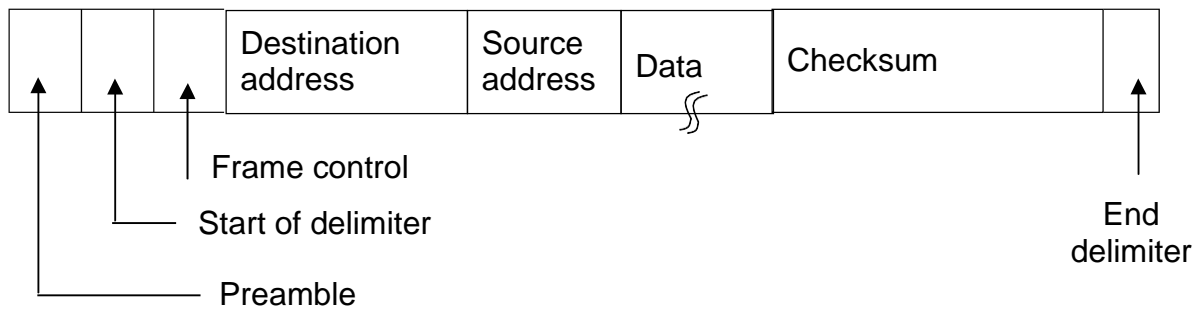 Destination
address
Source
address
Data
Checksum
Frame control
Start of delimiter
Preamble
End
delimiter